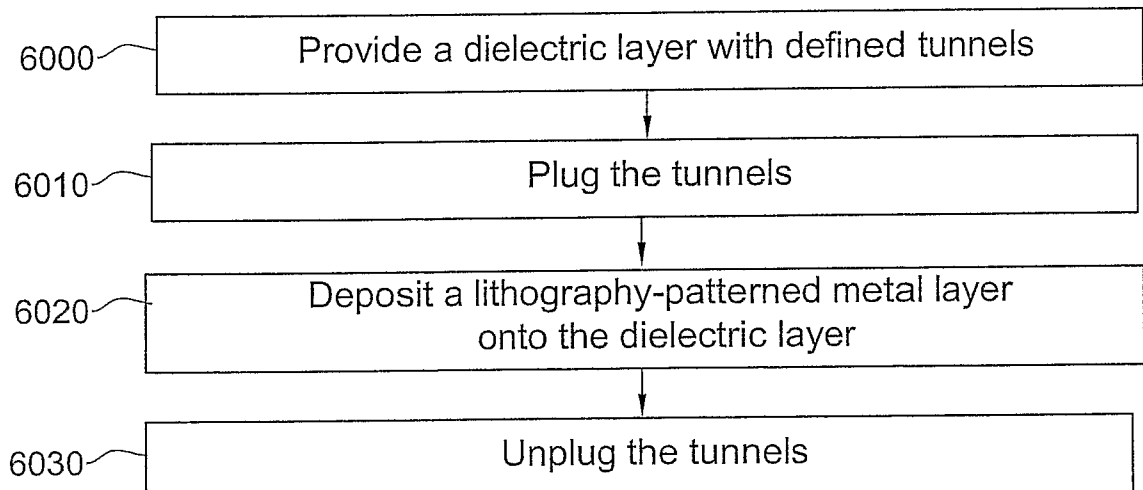 6000 Provide a dielectric layer with defined tunnels
6010 Plug the tunnels
6020 Deposit a lithography-patterned metal layer
onto the dielectric layer
6030 Unplug the tunnels